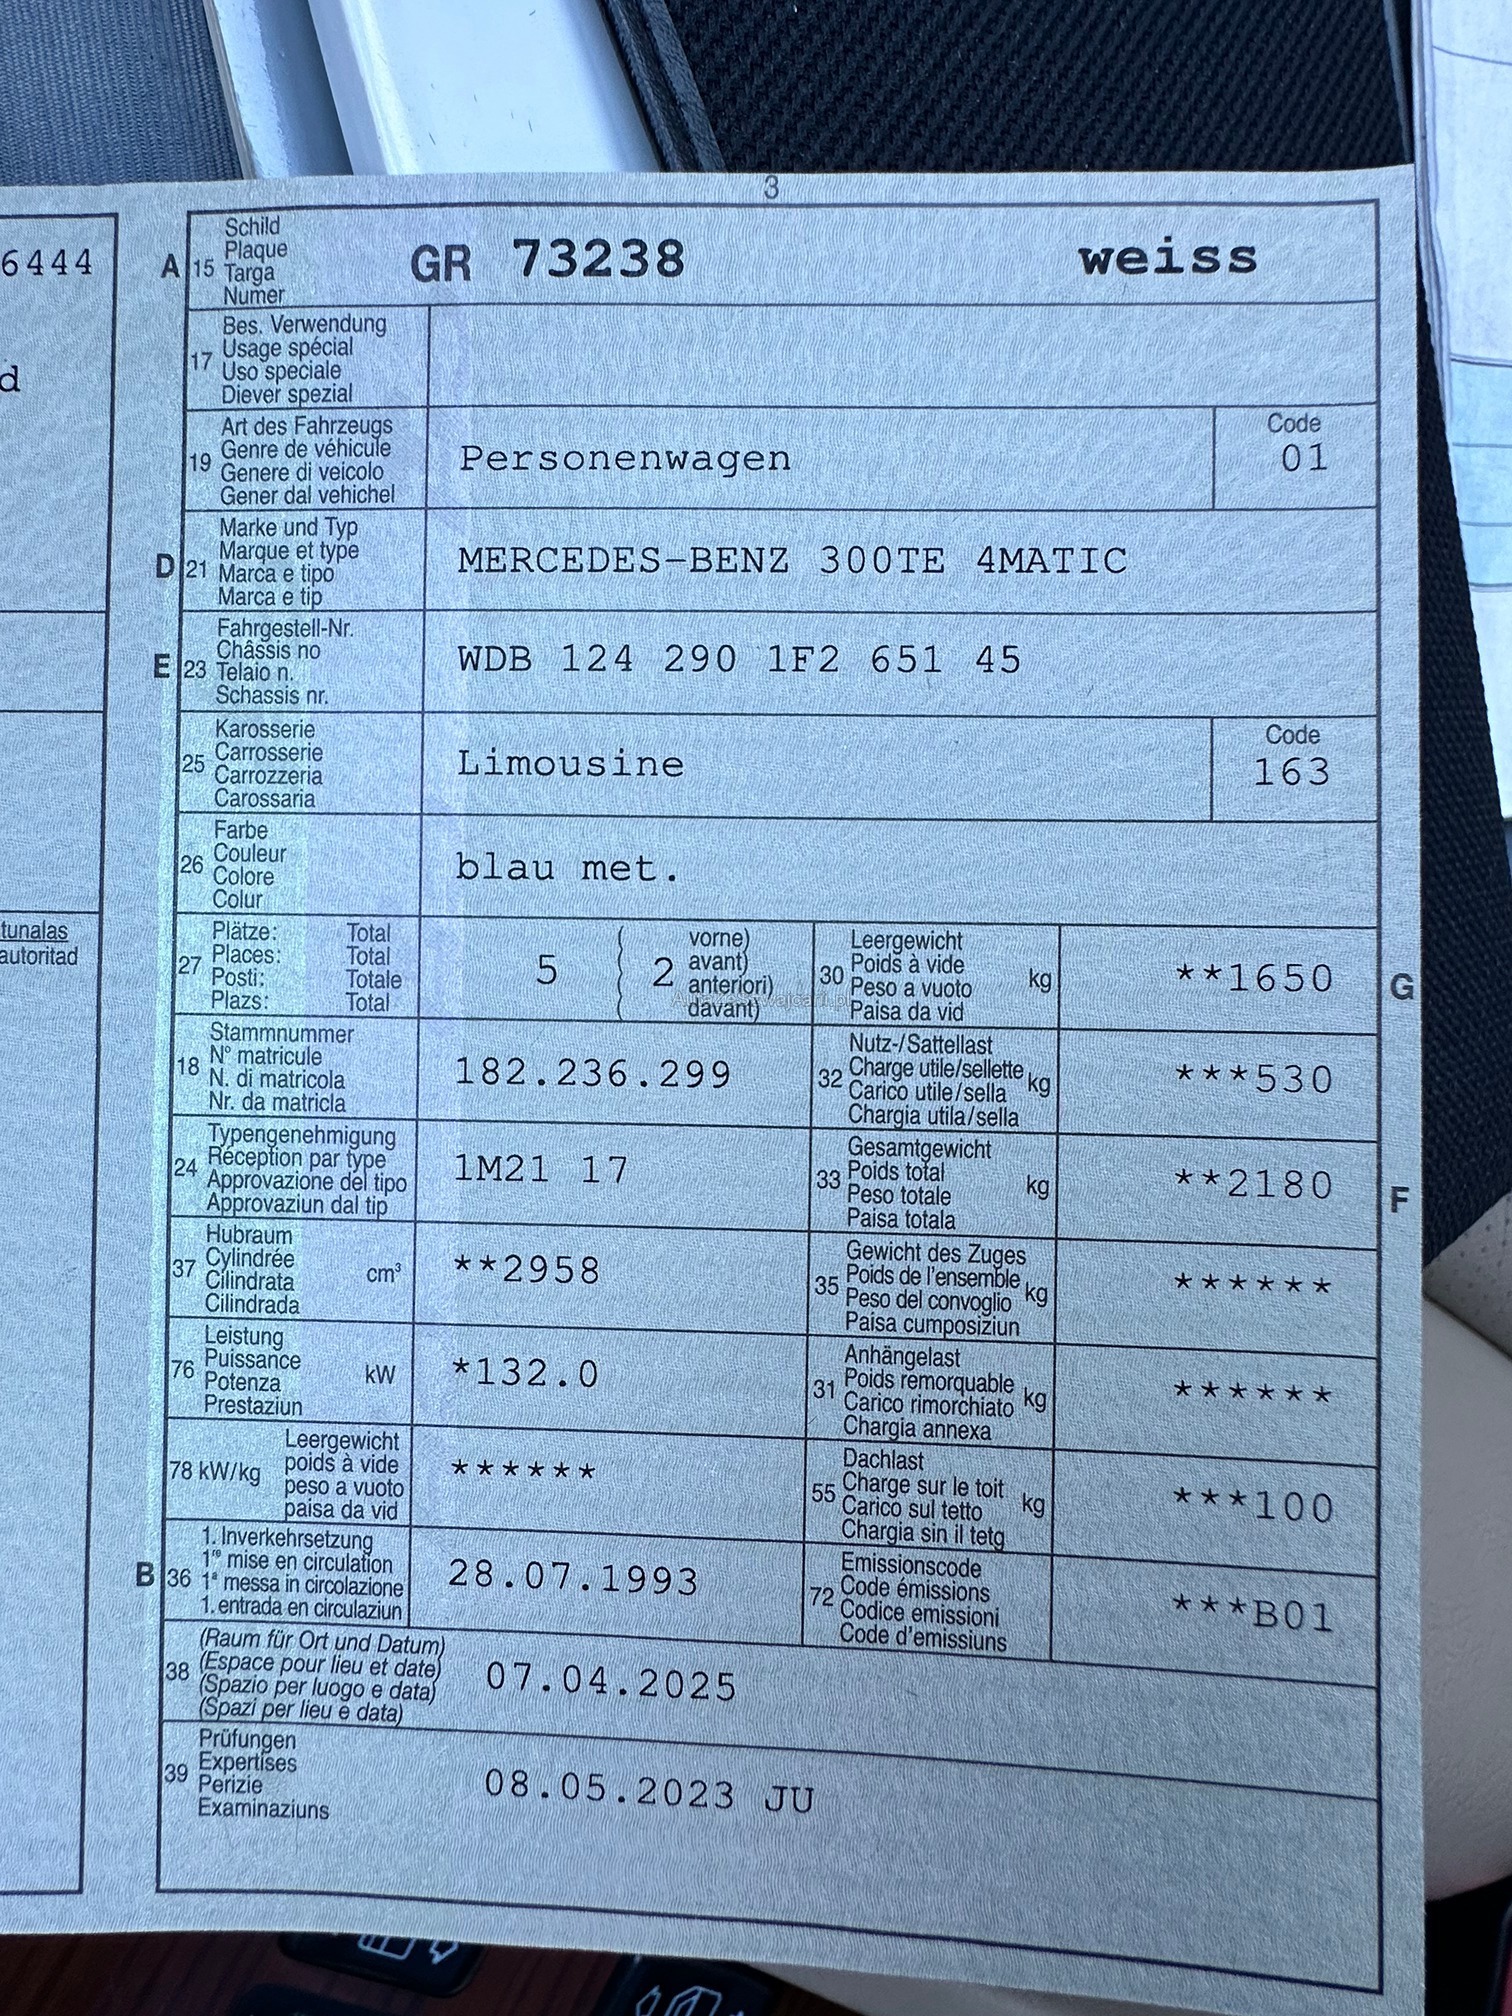 3
6444
d
tunalas
autoritad
A 15 Schild
Plaque
Targa
Numer
GR 73238 weiss
17 Bes. Verwendung
Usage spécial
Uso speciale
Diever spezial
19 Art des Fahrzeugs
Genre de véhicule
Genere di veicolo
Gener dal vehichel
Personenwagen
Code
01
D 21 Marke und Typ
Marque et type
Marca e tipo
Marca e tip
MERCEDES-BENZ 300TE 4MATIC
E 23 Fahrgestell-Nr.
Châssis no
Telaio n.
Schassis nr.
WDB 124 290 1F2 651 45
25 Karosserie
Carrosserie
Carrozzeria
Carossaria
Limousine
Code
163
26 Farbe
Couleur
Colore
Colur
blau met.
27 Plätze: Total
Places: Total
Posti: Totale
Plazs: Total
5 ( 2 vorne)
avant)
anteriori)
davant)
30 Leergewicht
Poids à vide
Peso a vuoto
Paisa da vid
kg
**1650
G
18 Stammnummer
N° matricule
N. di matricola
Nr. da matricla
182.236.299
32 Nutz-/Sattellast
Charge utile/sellette
Carico utile/sella
Chargia utila/sella
kg
***530
24 Typengenehmigung
Réception par type
Approvazione del tipo
Approvaziun dal tip
1M21 17
33 Gesamtgewicht
Poids total
Peso totale
Paisa totala
kg
**2180
F
37 Hubraum
Cylindrée
Cilindrata
Cilindrada
cm³
**2958
35 Gewicht des Zuges
Poids de l'ensemble
Peso del convoglio
Paisa cumposiziun
kg
******
76 Leistung
Puissance
Potenza
Prestaziun
kW
*132.0
31 Anhängelast
Poids remorquable
Carico rimorchiato
Chargia annexa
kg
******
78 kW/kg Leergewicht
poids à vide
peso a vuoto
paisa da vid
******
55 Dachlast
Charge sur le toit
Carico sul tetto
Chargia sin il tetg
kg
***100
B 36 1. Inverkehrsetzung
1re mise en circulation
1a messa in circolazione
1. entrada en circulaziun
28.07.1993
72 Emissionscode
Code émissions
Codice emissioni
Code d'emissiuns
***B01
38 (Raum für Ort und Datum)
(Espace pour lieu et date)
(Spazio per luogo e data)
(Spazi per lieu e data)
07.04.2025
39 Prüfungen
Expertises
Perizie
Examinaziuns
08.05.2023 JU